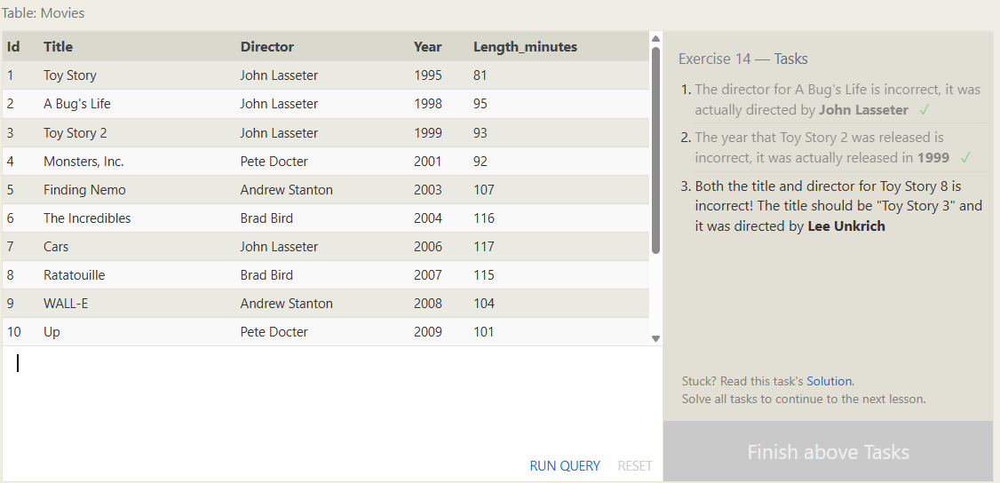 Table: Movies
Id Title Director Year Length_minutes
1 Toy Story John Lasseter 1995 81
2 A Bug's Life John Lasseter 1998 95
3 Toy Story 2 John Lasseter 1999 93
4 Monsters, Inc. Pete Docter 2001 92
5 Finding Nemo Andrew Stanton 2003 107
6 The Incredibles Brad Bird 2004 116
7 Cars John Lasseter 2006 117
8 Ratatouille Brad Bird 2007 115
9 WALL-E Andrew Stanton 2008 104
10 Up Pete Docter 2009 101
RUN QUERY RESET
Exercise 14 — Tasks
1. The director for A Bug's Life is incorrect, it was
actually directed by John Lasseter ✓
2. The year that Toy Story 2 was released is
incorrect, it was actually released in 1999 ✓
3. Both the title and director for Toy Story 8 is
incorrect! The title should be "Toy Story 3" and
it was directed by Lee Unkrich
Stuck? Read this task's Solution.
Solve all tasks to continue to the next lesson.
Finish above Tasks